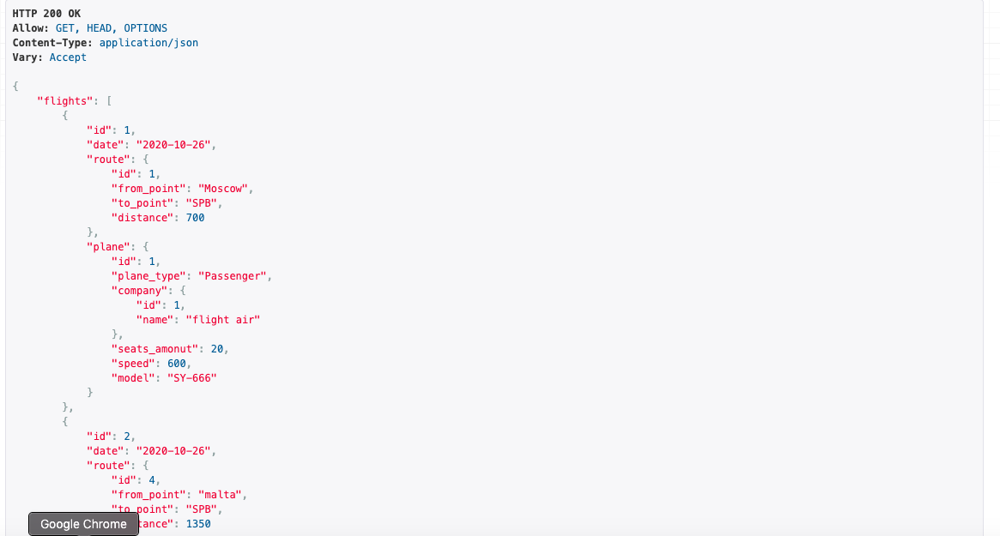 HTTP 200 OK
Allow: GET, HEAD, OPTIONS
Content-Type: application/json
Vary: Accept
{
"flights": [
{
"id": 1,
"date": "2020-10-26",
"route": {
"id": 1,
"from_point": "Moscow",
"to_point": "SPB",
"distance": 700
},
"plane": {
"id": 1,
"plane_type": "Passenger",
"company": {
"id": 1,
"name": "flight air"
},
"seats_amonut": 20,
"speed": 600,
"model": "SY-666"
}
},
{
"id": 2,
"date": "2020-10-26",
"route": {
"id": 4,
"from_point": "malta",
"to_point": "SPB",
tance": 1350
Google Chrome